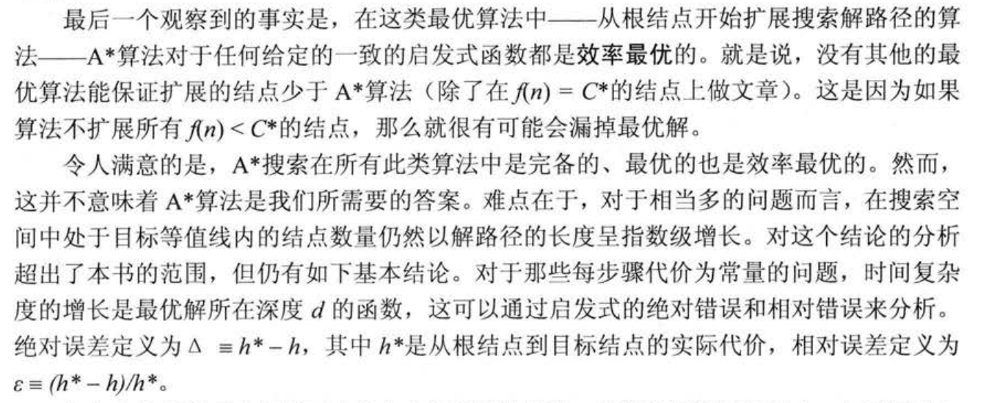 最后一个观察到的事实是，在这类最优算法中——从根结点开始扩展搜索解路径的算
法——A*算法对于任何给定的一致的启发式函数都是效率最优的。就是说，没有其他的最
优算法能保证扩展的结点少于 A*算法（除了在 f(n) = C*的结点上做文章）。这是因为如果
算法不扩展所有 f(n) < C*的结点，那么就很有可能会漏掉最优解。
令人满意的是，A*搜索在所有此类算法中是完备的、最优的也是效率最优的。然而，
这并不意味着 A*算法是我们所需要的答案。难点在于，对于相当多的问题而言，在搜索空
间中处于目标等值线内的结点数量仍然以解路径的长度呈指数级增长。对这个结论的分析
超出了本书的范围，但仍有如下基本结论。对于那些每步骤代价为常量的问题，时间复杂
度的增长是最优解所在深度 d 的函数，这可以通过启发式的绝对错误和相对错误来分析。
绝对误差定义为 Δ ≡ h* – h，其中 h*是从根结点到目标结点的实际代价，相对误差定义为
ε ≡ (h* – h)/h*。